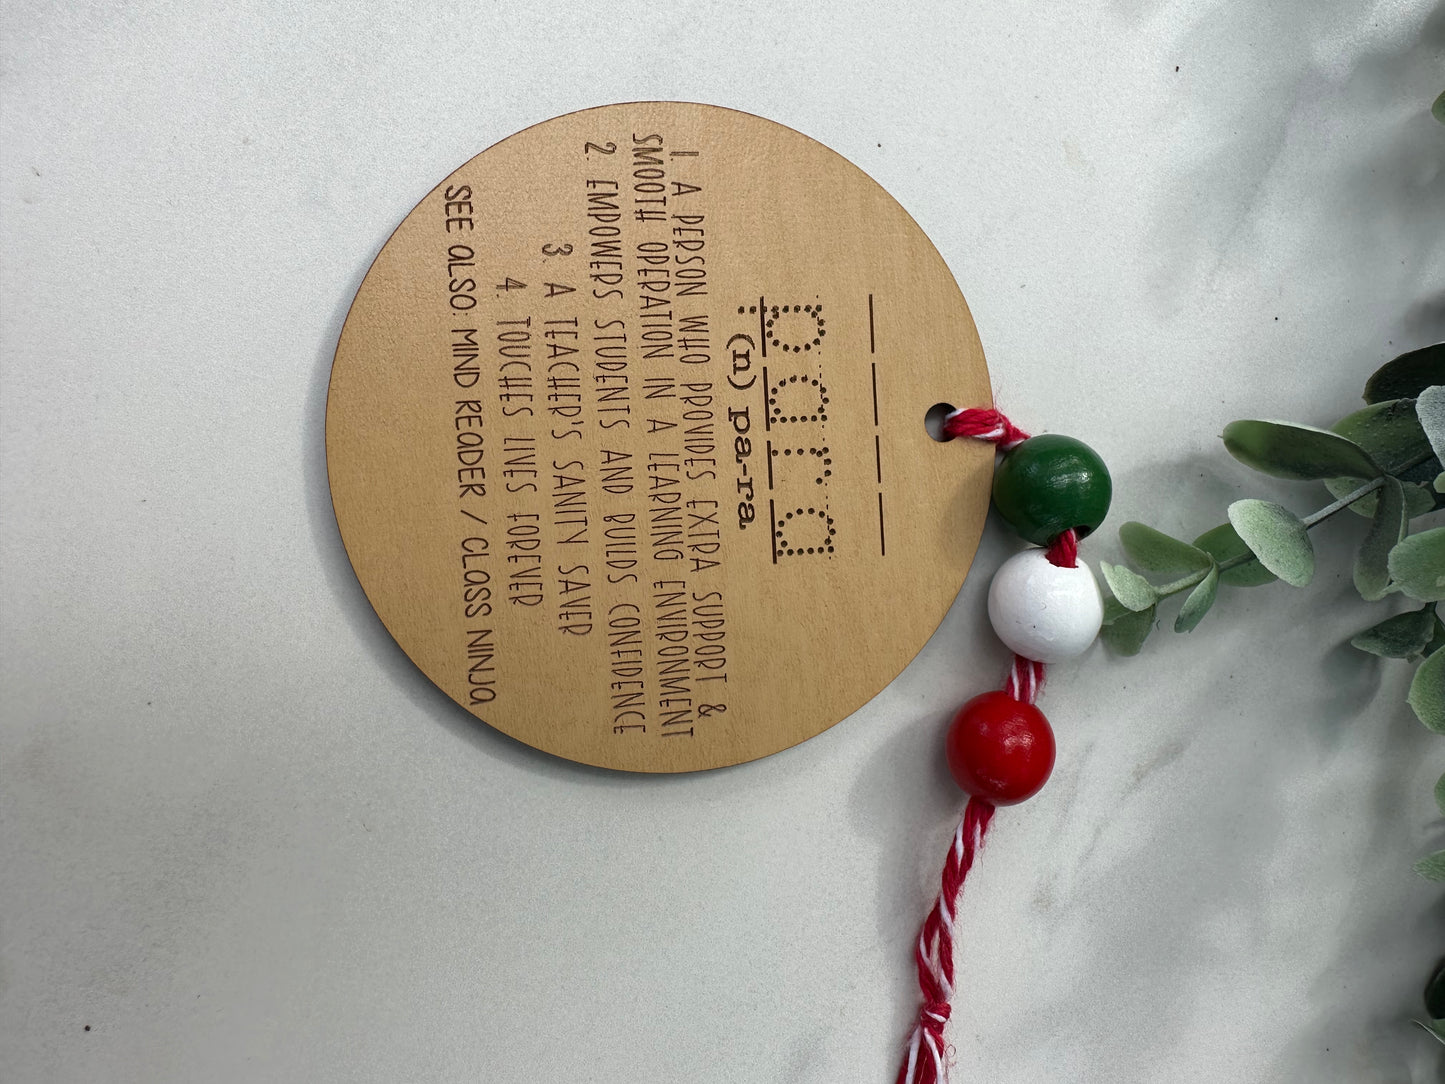 para
(n) pa-ra
1. A PERSON WHO PROVIDES EXTRA SUPPORT &
SMOOTH OPERATION IN A LEARNING ENVIRONMENT
2. EMPOWERS STUDENTS AND BUILDS CONFIDENCE
3. A TEACHER'S SANITY SAVER
4. TOUCHES LIVES FOREVER
SEE ALSO: MIND READER / CLASS NINJA